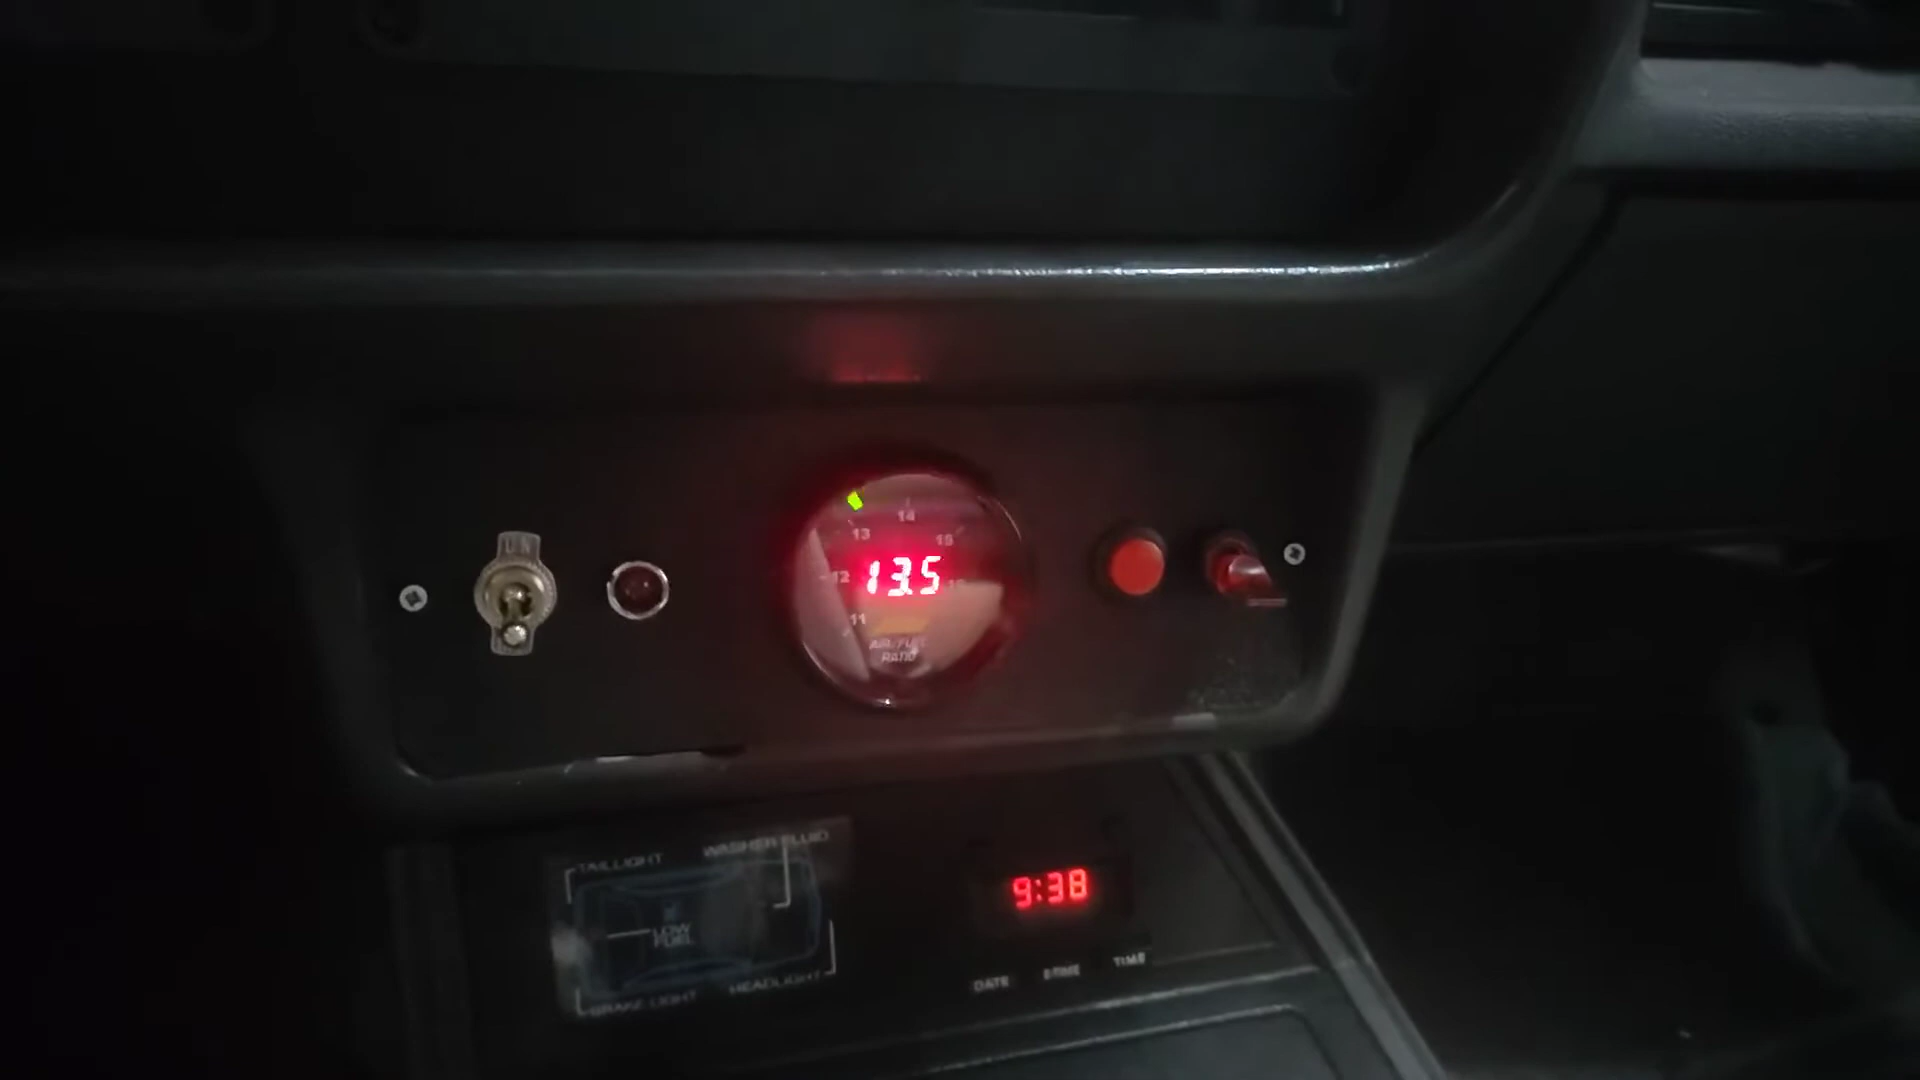 ON
14
13
15
12
13.5
16
11
AIR/FUEL
RATIO
TAILLIGHT
WASHER FLUID
LOW
FUEL
BRAKE LIGHT
HEADLIGHT
9:38
DATE
E-TIME
TIME